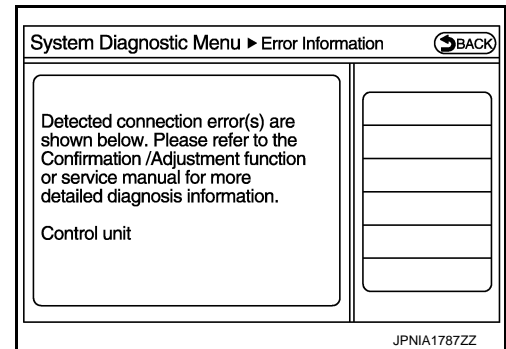 System Diagnostic Menu ▶ Error Information
BACK
Detected connection error(s) are
shown below. Please refer to the
Confirmation /Adjustment function
or service manual for more
detailed diagnosis information.
Control unit
JPNIA1787ZZ